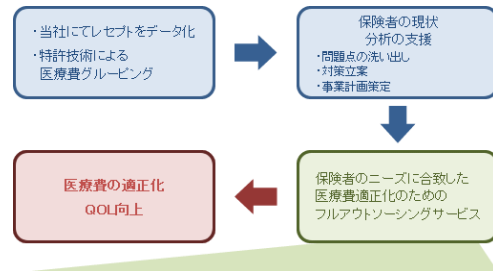 ・当社にてレセプトをデータ化
・特許技術による
医療費グルーピング
保険者の現状
分析の支援
・問題点の洗い出し
・対策立案
・事業計画策定
保険者のニーズに合致した
医療費適正化のための
フルアウトソーシングサービス
医療費の適正化
QOL向上